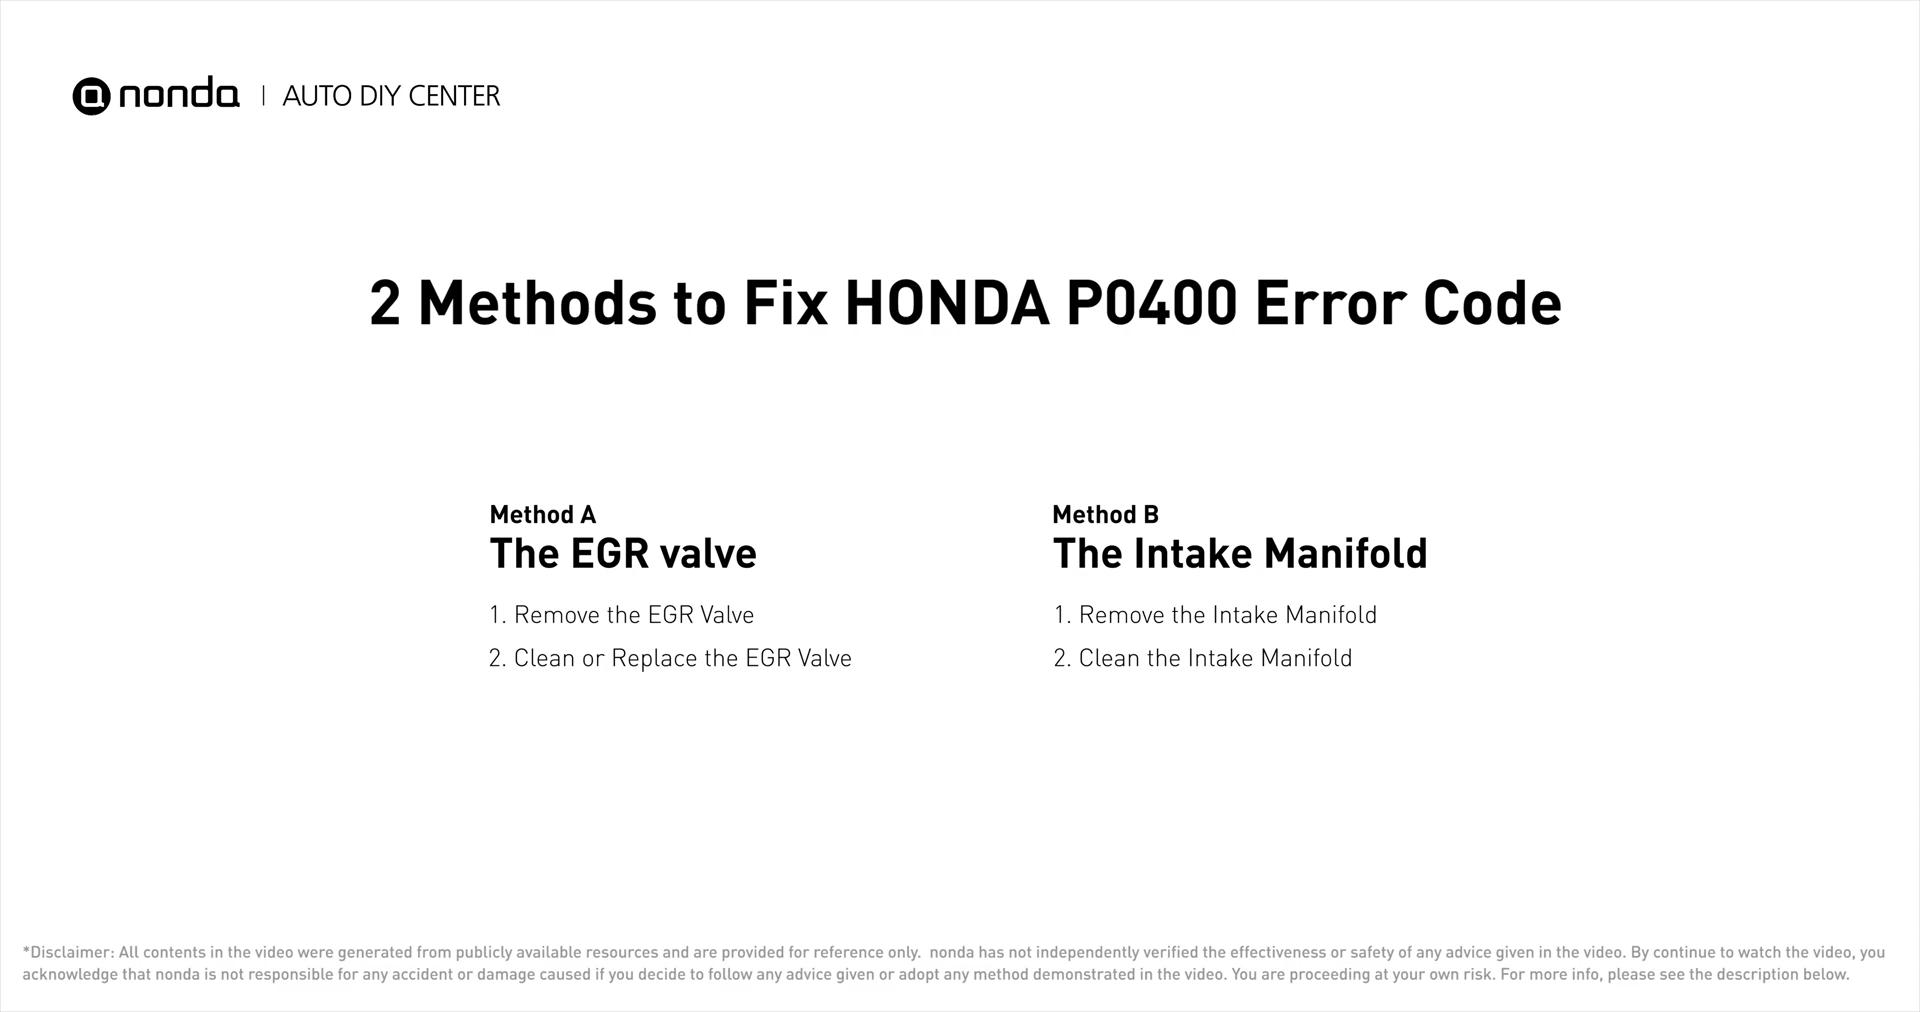 nonda | AUTO DIY CENTER
2 Methods to Fix HONDA P0400 Error Code
Method A
The EGR valve
1. Remove the EGR Valve
2. Clean or Replace the EGR Valve
Method B
The Intake Manifold
1. Remove the Intake Manifold
2. Clean the Intake Manifold
*Disclaimer: All contents in the video were generated from publicly available resources and are provided for reference only.  nonda has not independently verified the effectiveness or safety of any advice given in the video. By continue to watch the video, you
acknowledge that nonda is not responsible for any accident or damage caused if you decide to follow any advice given or adopt any method demonstrated in the video. You are proceeding at your own risk. For more info, please see the description below.